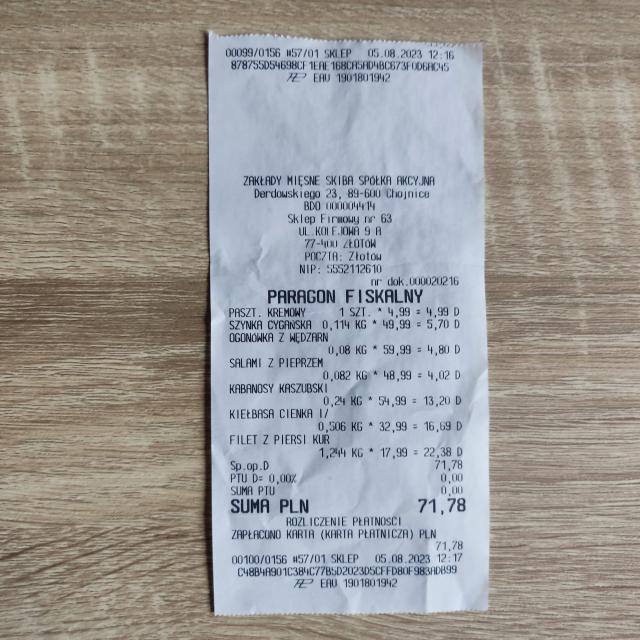 00099/0156 #57/01 SKLEP 05.08.2023 12:16
878755D54698CF1EAE168CA5AD4BC673F0D6AC45
EAU 1901801942
ZAKŁADY MIĘSNE SKIBA SPÓŁKA AKCYJNA
Derdowskiego 23, 89-600 Chojnice
BDO 000004414
Sklep Firmowy nr 63
UL.KOLEJOWA 9 A
77-400 ZŁOTÓW
POCZTA: Złotów
NIP: 5552112610
nr dok.000020216
PARAGON FISKALNY
PASZT. KREMOWY 1 SZT. * 4,99 = 4,99 D
SZYNKA CYGAŃSKA 0,114 KG * 49,99 = 5,70 D
OGONÓWKA Z WĘDZARN
0,08 KG * 59,99 = 4,80 D
SALAMI Z PIEPRZEM
0,082 KG * 48,99 = 4,02 D
KABANOSY KASZUBSKI
0,24 KG * 54,99 = 13,20 D
KIEŁBASA CIENKA I/
0,506 KG * 32,99 = 16,69 D
FILET Z PIERSI KUR
1,244 KG * 17,99 = 22,38 D
Sp.op.D 71,78
PTU D= 0,00% 0,00
SUMA PTU 0,00
SUMA PLN 71,78
ROZLICZENIE PŁATNOŚCI
ZAPŁACONO KARTA (KARTA PŁATNICZA) PLN
71,78
00100/0156 #57/01 SKLEP 05.08.2023 12:17
C48B4A901C384C77B5D2023D5CFFD80F983ADB99
EAU 1901801942